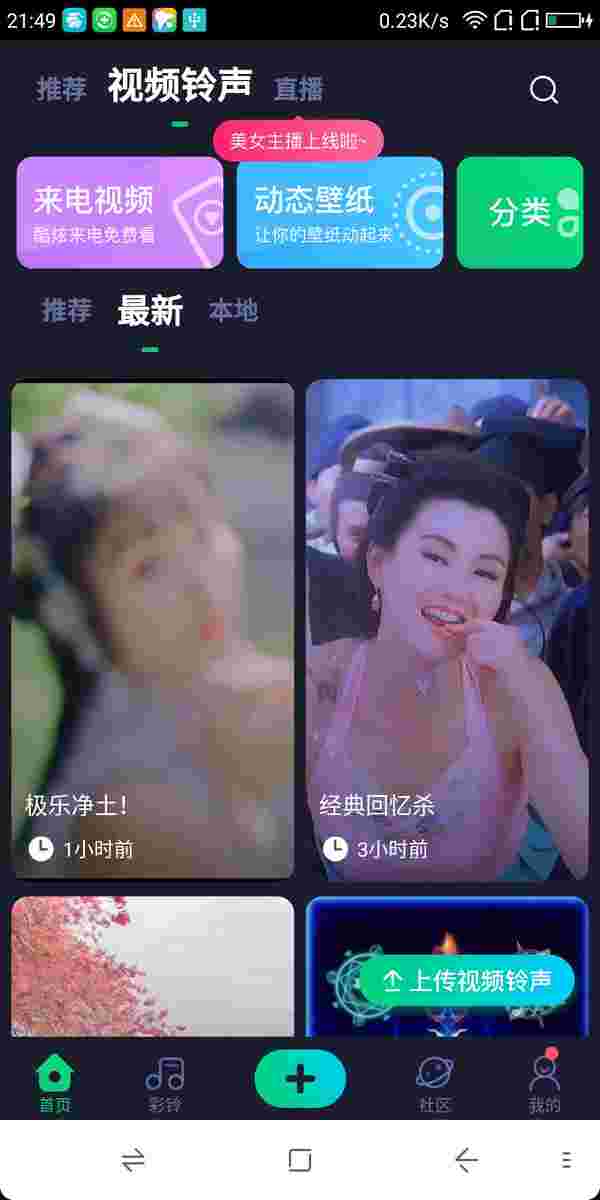 21:49
0.23K/s
推荐 视频铃声 直播
美女主播上线啦~
来电视频
酷炫来电免费看
动态壁纸
让你的壁纸动起来
分类
推荐 最新 本地
极乐净土！
1小时前
经典回忆杀
3小时前
上传视频铃声
首页 彩铃 社区 我的